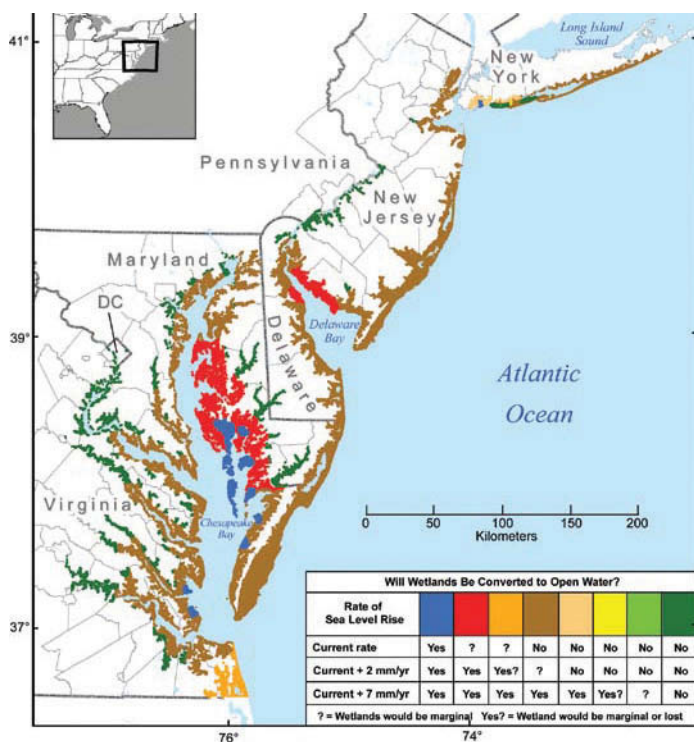 41°
Long Island
Sound
New
York
Pennsylvania
New
Jersey
Maryland
DC
39°
Delaware
Bay
Delaware
Atlantic
Ocean
Virginia
Chesapeake
Bay
0 50 100 150 200
Kilometers
37°
76°
74°
Will Wetlands Be Converted to Open Water?
Rate of
Sea Level Rise
Current rate Yes ? ? No No No No No
Current + 2 mm/yr Yes Yes Yes? ? No No No No
Current + 7 mm/yr Yes Yes Yes Yes Yes Yes? ? No
? = Wetlands would be marginal Yes? = Wetland would be marginal or lost